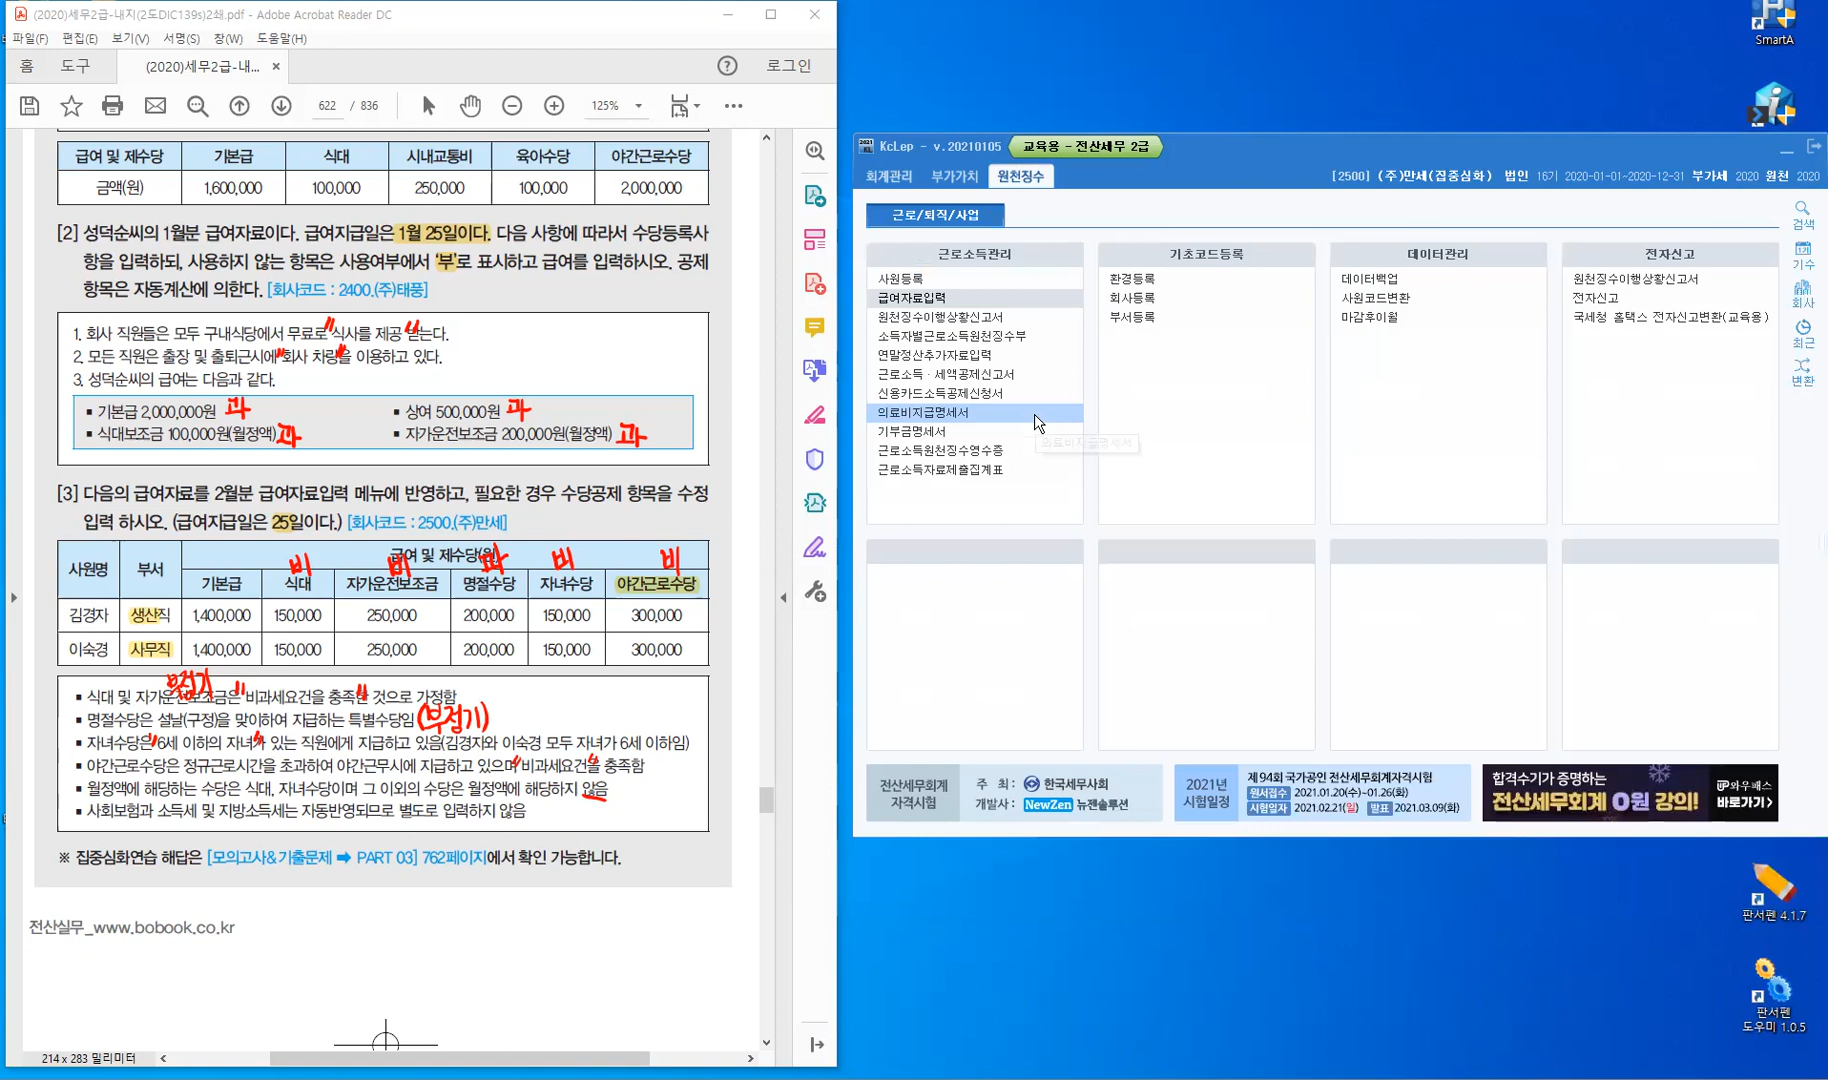 (2020)세무2급-내지(2도DIC139s)2쇄.pdf - Adobe Acrobat Reader DC
파일(F) 편집(E) 보기(V) 서명(S) 창(W) 도움말(H)
홈 도구 (2020)세무2급-내... × 로그인
622 / 836 125%
급여 및 제수당 기본급 식대 시내교통비 육아수당 야간근로수당
금액(원) 1,600,000 100,000 250,000 100,000 2,000,000
[2] 성덕순씨의 1월분 급여자료이다. 급여지급일은 1월 25일이다. 다음 사항에 따라서 수당등록사
항을 입력하되, 사용하지 않는 항목은 사용여부에서 '부'로 표시하고 급여를 입력하시오. 공제
항목은 자동계산에 의한다. [회사코드 : 2400.(주)태풍]
1. 회사 직원들은 모두 구내식당에서 무료로 "식사를 제공"받는다.
2. 모든 직원은 출장 및 출퇴근시에 "회사 차량"을 이용하고 있다.
3. 성덕순씨의 급여는 다음과 같다.
▪ 기본급 2,000,000원 과 ▪ 상여 500,000원 과
▪ 식대보조금 100,000원(월정액) 과 ▪ 자가운전보조금 200,000원(월정액) 과
[3] 다음의 급여자료를 2월분 급여자료입력 메뉴에 반영하고, 필요한 경우 수당공제 항목을 수정
입력 하시오. (급여지급일은 25일이다.) [회사코드 : 2500.(주)만세]
사원명 부서 급여 및 제수당(원)
비 비 과 비 비
기본급 식대 자가운전보조금 명절수당 자녀수당 야간근로수당
김경자 생산직 1,400,000 150,000 250,000 200,000 150,000 300,000
이숙경 사무직 1,400,000 150,000 250,000 200,000 150,000 300,000
부정기
▪ 식대 및 자가운전보조금은 "비과세요건을 충족한" 것으로 가정함
▪ 명절수당은 설날(구정)을 맞이하여 지급하는 특별수당임 (부정기)
▪ 자녀수당은 "6세 이하의 자녀"가 있는 직원에게 지급하고 있음(김경자와 이숙경 모두 자녀가 6세 이하임)
▪ 야간근로수당은 정규근로시간을 초과하여 야간근무시에 지급하고 있으며 "비과세요건"을 충족함
▪ 월정액에 해당하는 수당은 식대, 자녀수당이며 그 이외의 수당은 월정액에 해당하지 않음
▪ 사회보험과 소득세 및 지방소득세는 자동반영되므로 별도로 입력하지 않음
※ 집중심화연습 해답은 [모의고사&기출문제 ➡ PART 03] 762페이지에서 확인 가능합니다.
전산실무_www.bobook.co.kr
214 x 283 밀리미터
SmartA
KcLep - v.20210105 교육용 - 전산세무 2급
회계관리 부가가치 원천징수 [2500] (주)만세(집중심화) 법인 16기 2020-01-01~2020-12-31 부가세 2020 원천 2020
근로/퇴직/사업
근로소득관리
사원등록
급여자료입력
원천징수이행상황신고서
소득자별근로소득원천징수부
연말정산추가자료입력
근로소득·세액공제신고서
신용카드소득공제신청서
의료비지급명세서
기부금명세서
근로소득원천징수영수증
근로소득자료제출집계표
의료비지급명세서
기초코드등록
환경등록
회사등록
부서등록
데이터관리
데이터백업
사원코드변환
마감후이월
전자신고
원천징수이행상황신고서
전자신고
국세청 홈택스 전자신고변환(교육용)
검색
기수
회사
최근
변환
전산세무회계
자격시험
주 최 : 한국세무사회
개발사 : NewZen 뉴젠솔루션
2021년
시험일정
제94회 국가공인 전산세무회계자격시험
원서접수 2021.01.20(수)~01.26(화)
시험일자 2021.02.21(일) 발표 2021.03.09(화)
합격수기가 증명하는
전산세무회계 0원 강의!
와우패스
바로가기
판서펜 4.1.7
판서펜
도우미 1.0.5